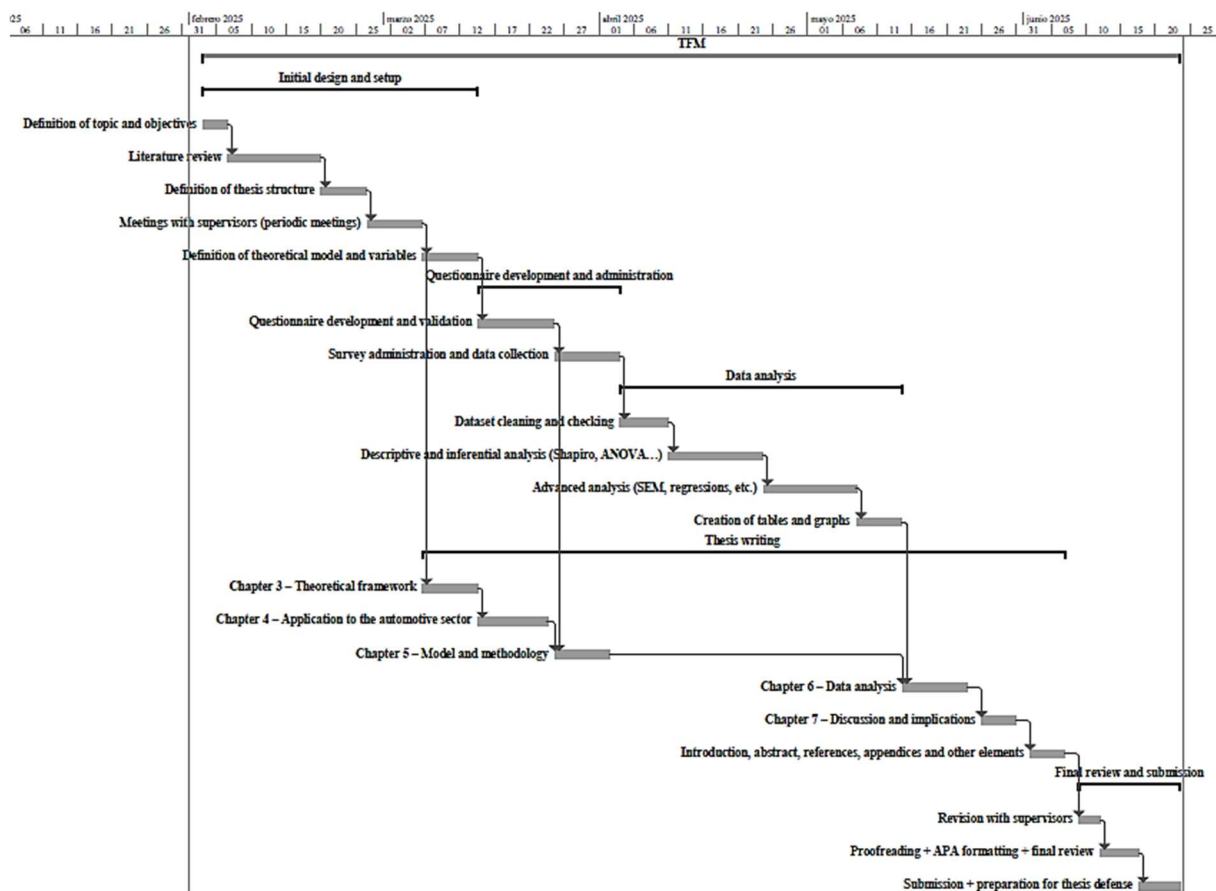 25 febrero 2025 marzo 2025 abril 2025 mayo 2025 junio 2025
06 11 16 21 26 31 05 10 15 20 25 02 07 12 17 22 27 01 06 11 16 21 26 01 06 11 16 21 26 31 05 10 15 20 25
TFM
Initial design and setup
Definition of topic and objectives
Literature review
Definition of thesis structure
Meetings with supervisors (periodic meetings)
Definition of theoretical model and variables
Questionnaire development and administration
Questionnaire development and validation
Survey administration and data collection
Data analysis
Dataset cleaning and checking
Descriptive and inferential analysis (Shapiro, ANOVA…)
Advanced analysis (SEM, regressions, etc.)
Creation of tables and graphs
Thesis writing
Chapter 3 – Theoretical framework
Chapter 4 – Application to the automotive sector
Chapter 5 – Model and methodology
Chapter 6 – Data analysis
Chapter 7 – Discussion and implications
Introduction, abstract, references, appendices and other elements
Final review and submission
Revision with supervisors
Proofreading + APA formatting + final review
Submission + preparation for thesis defense